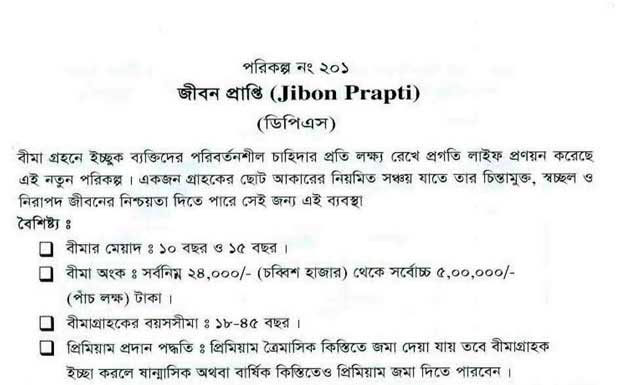 পরিকল্প নং ২০১
জীবন প্রাপ্তি (Jibon Prapti)
(ডিপিএস)
বীমা গ্রহনে ইচ্ছুক ব্যক্তিদের পরিবর্তনশীল চাহিদার প্রতি লক্ষ্য রেখে প্রগতি লাইফ প্রণয়ন করেছে
এই নতুন পরিকল্প । একজন গ্রাহকের ছোট আকারের নিয়মিত সঞ্চয় যাতে তার চিন্তামুক্ত, স্বচ্ছল ও
নিরাপদ জীবনের নিশ্চয়তা দিতে পারে সেই জন্য এই ব্যবস্থা
বৈশিষ্ট্য ঃ
❑ বীমার মেয়াদ ঃ ১০ বছর ও ১৫ বছর ।
❑ বীমা অংক ঃ সর্বনিম্ন ২৪,০০০/- (চব্বিশ হাজার) থেকে সর্বোচ্চ ৫,০০,০০০/-
(পাঁচ লক্ষ) টাকা ।
❑ বীমাগ্রাহকের বয়সসীমা ঃ ১৮-৪৫ বছর ।
❑ প্রিমিয়াম প্রদান পদ্ধতি ঃ প্রিমিয়াম ত্রৈমাসিক কিস্তিতে জমা দেয়া যায় তবে বীমাগ্রাহক
ইচ্ছা করলে ষান্মাসিক অথবা বার্ষিক কিস্তিতেও প্রিমিয়াম জমা দিতে পারবেন ।